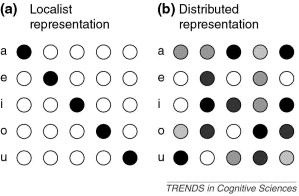 (a) Localist
representation
(b) Distributed
representation
a
e
i
o
u
a
e
i
o
u
TRENDS in Cognitive Sciences